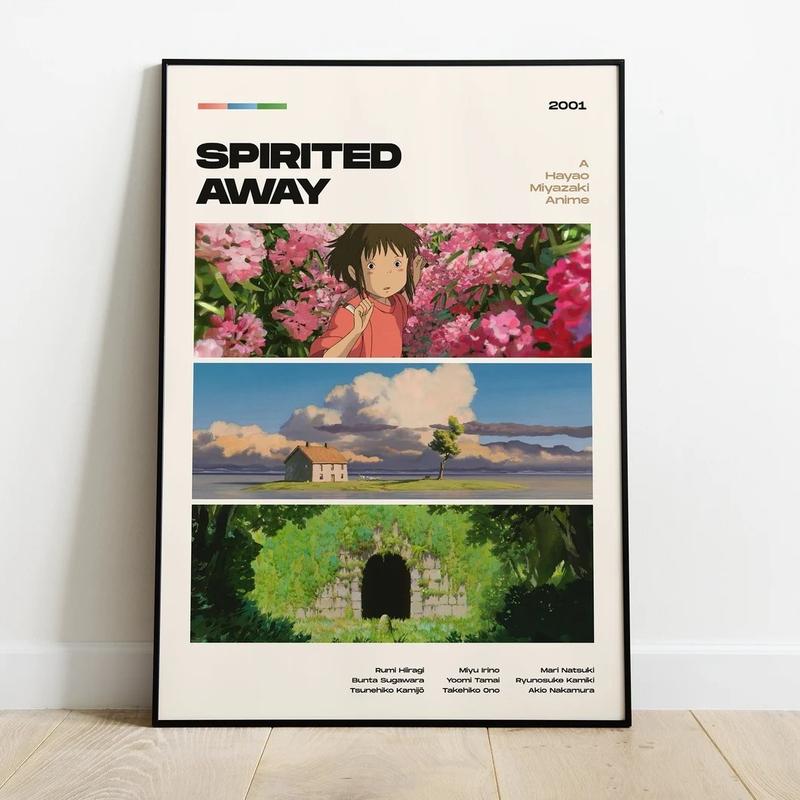 2001
SPIRITED
AWAY
A
Hayao
Miyazaki
Anime
Rumi Hiiragi
Bunta Sugawara
Tsunehiko Kamijō
Miyu Irino
Yoomi Tamai
Takehiko Ono
Mari Natsuki
Ryunosuke Kamiki
Akio Nakamura